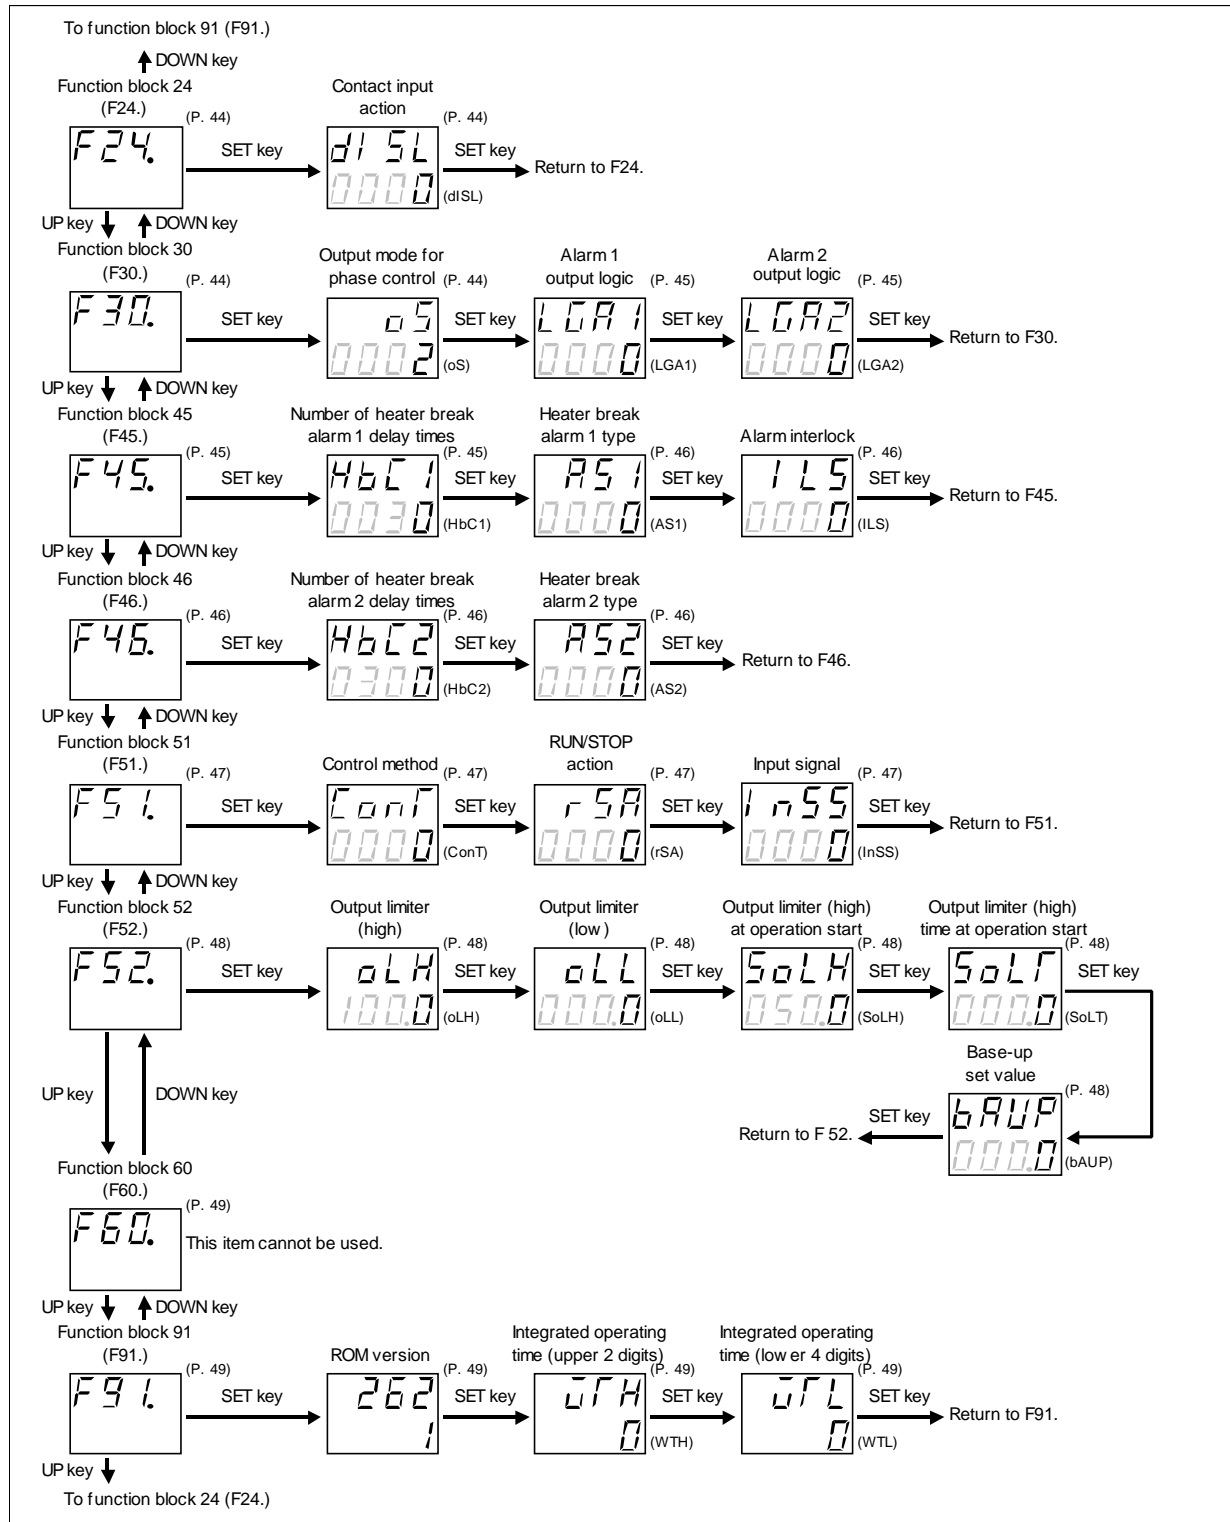 To function block 91 (F91.)
DOWN key
Function block 24
(F24.)
(P. 44)
F24.
SET key
Contact input
action
(P. 44)
dISL
0000
(dISL)
SET key
Return to F24.
UP key
DOWN key
Function block 30
(F30.)
(P. 44)
F30.
SET key
Output mode for
phase control (P. 44)
oS
0002
(oS)
SET key
Alarm 1
output logic (P. 45)
LGA1
0000
(LGA1)
SET key
Alarm 2
output logic (P. 45)
LGA2
0000
(LGA2)
SET key
Return to F30.
UP key
DOWN key
Function block 45
(F45.)
(P. 45)
F45.
SET key
Number of heater break
alarm 1 delay times
(P. 45)
HbC1
0030
(HbC1)
SET key
Heater break
alarm 1 type
(P. 46)
AS1
0000
(AS1)
SET key
Alarm interlock
(P. 46)
ILS
0000
(ILS)
SET key
Return to F45.
UP key
DOWN key
Function block 46
(F46.)
(P. 46)
F46.
SET key
Number of heater break
alarm 2 delay times
(P. 46)
HbC2
0300
(HbC2)
SET key
Heater break
alarm 2 type
(P. 46)
AS2
0000
(AS2)
SET key
Return to F46.
UP key
DOWN key
Function block 51
(F51.)
(P. 47)
F51.
SET key
Control method
(P. 47)
ConT
0000
(ConT)
SET key
RUN/STOP
action
(P. 47)
rSA
0000
(rSA)
SET key
Input signal
(P. 47)
InSS
0000
(InSS)
SET key
Return to F51.
UP key
DOWN key
Function block 52
(F52.)
(P. 48)
F52.
SET key
Output limiter
(high)
(P. 48)
oLH
100.0
(oLH)
SET key
Output limiter
(low)
(P. 48)
oLL
000.0
(oLL)
SET key
Output limiter (high)
at operation start
(P. 48)
SoLH
050.0
(SoLH)
SET key
Output limiter (high)
time at operation start
(P. 48)
SoLT
000.0
(SoLT)
SET key
Base-up
set value
(P. 48)
bAUP
000.0
(bAUP)
SET key
Return to F 52.
UP key
DOWN key
Function block 60
(F60.)
(P. 49)
F60.
This item cannot be used.
UP key
DOWN key
Function block 91
(F91.)
(P. 49)
F91.
SET key
ROM version
(P. 49)
262
1
SET key
Integrated operating
time (upper 2 digits)
(P. 49)
WTH
0
(WTH)
SET key
Integrated operating
time (lower 4 digits)
(P. 49)
WTL
0
(WTL)
SET key
Return to F91.
UP key
To function block 24 (F24.)